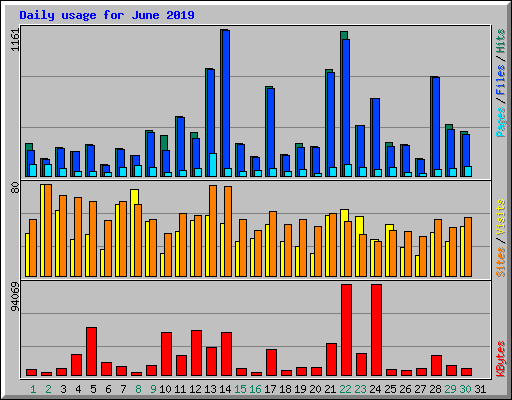 Daily usage for June 2019
1161
Pages / Files / Hits
80
Sites / Visits
94069
KBytes
1 2 3 4 5 6 7 8 9 10 11 12 13 14 15 16 17 18 19 20 21 22 23 24 25 26 27 28 29 30 31